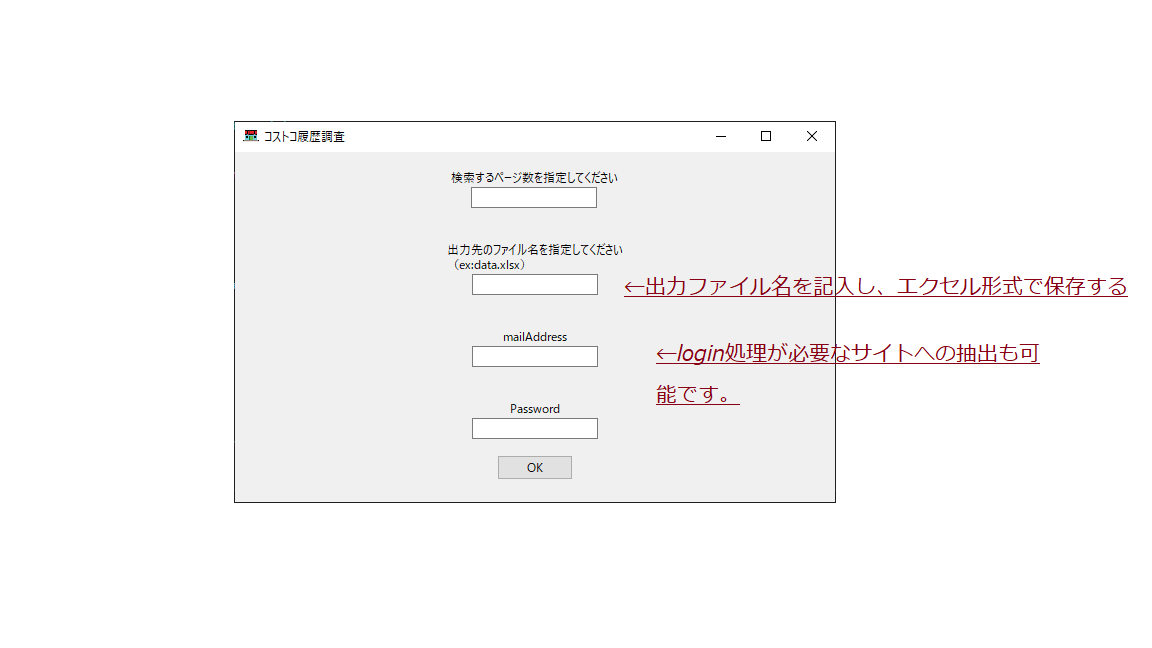 コストコ履歴調査
検索するページ数を指定してください
出力先のファイル名を指定してください
（ex:data.xlsx）
←出力ファイル名を記入し、エクセル形式で保存する
mailAddress
←login処理が必要なサイトへの抽出も可
能です。
Password
OK